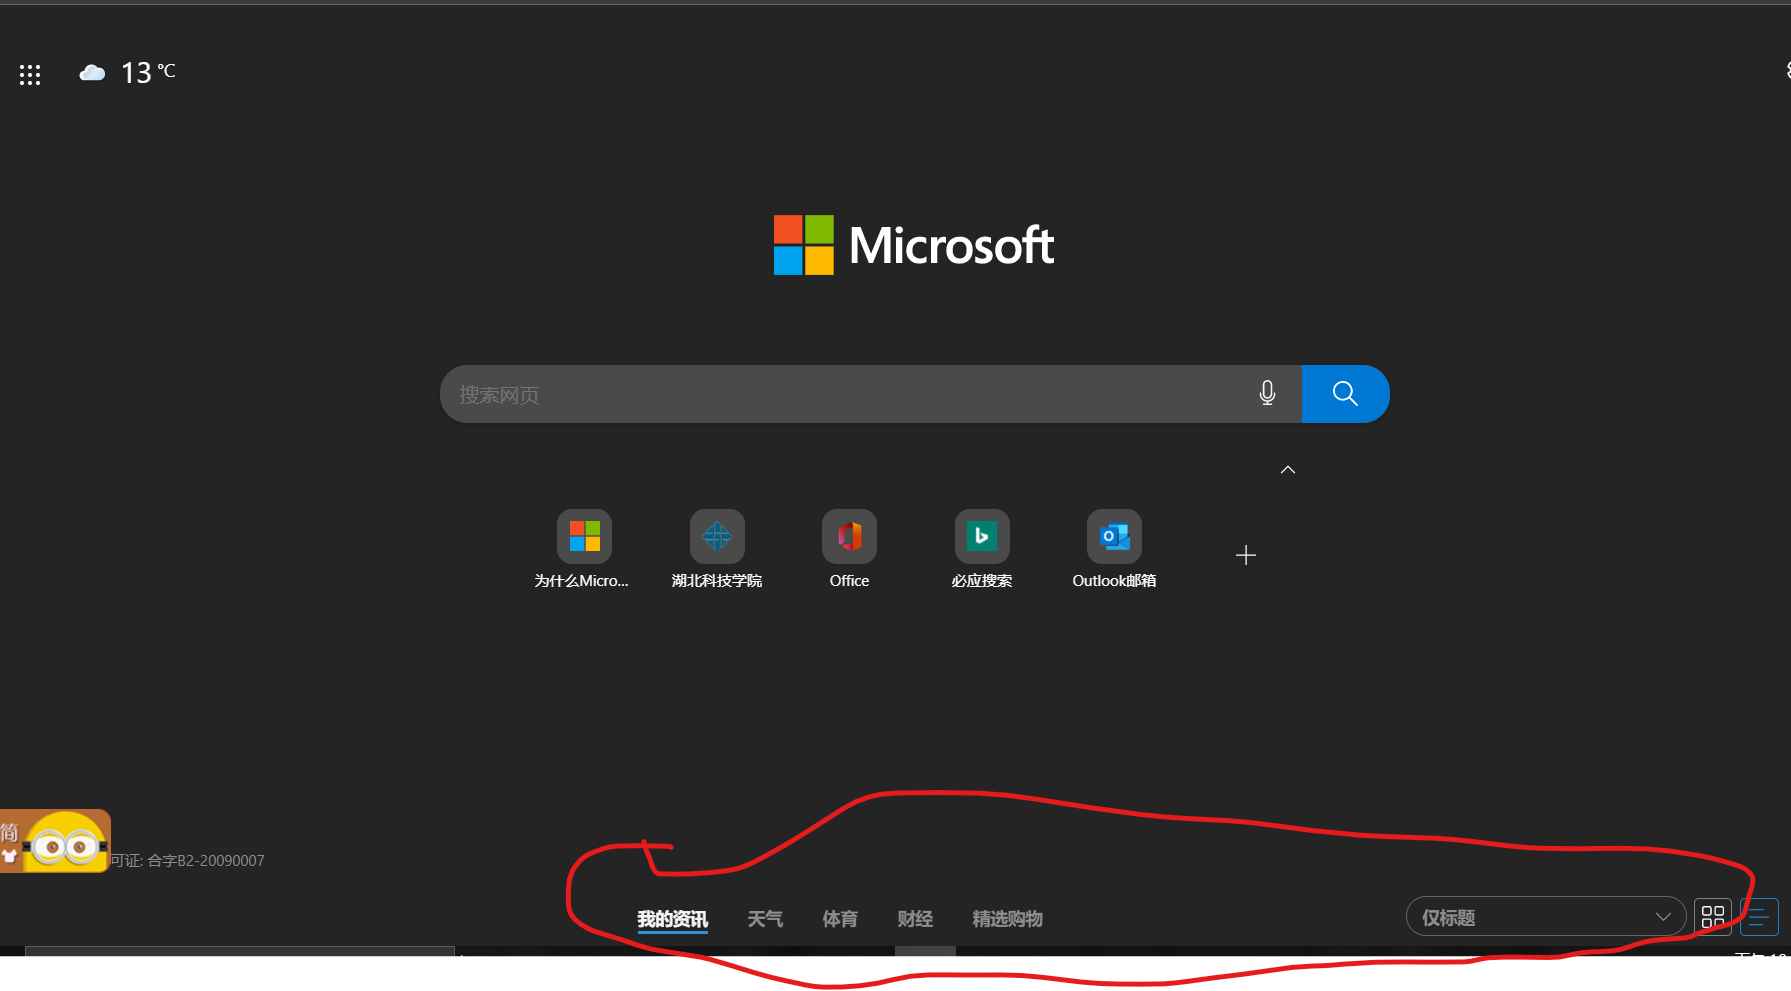 13 ℃
Microsoft
搜索网页
为什么Micro...
湖北科技学院
Office
必应搜索
Outlook邮箱
简
可证: 合字B2-20090007
我的资讯
天气
体育
财经
精选购物
仅标题